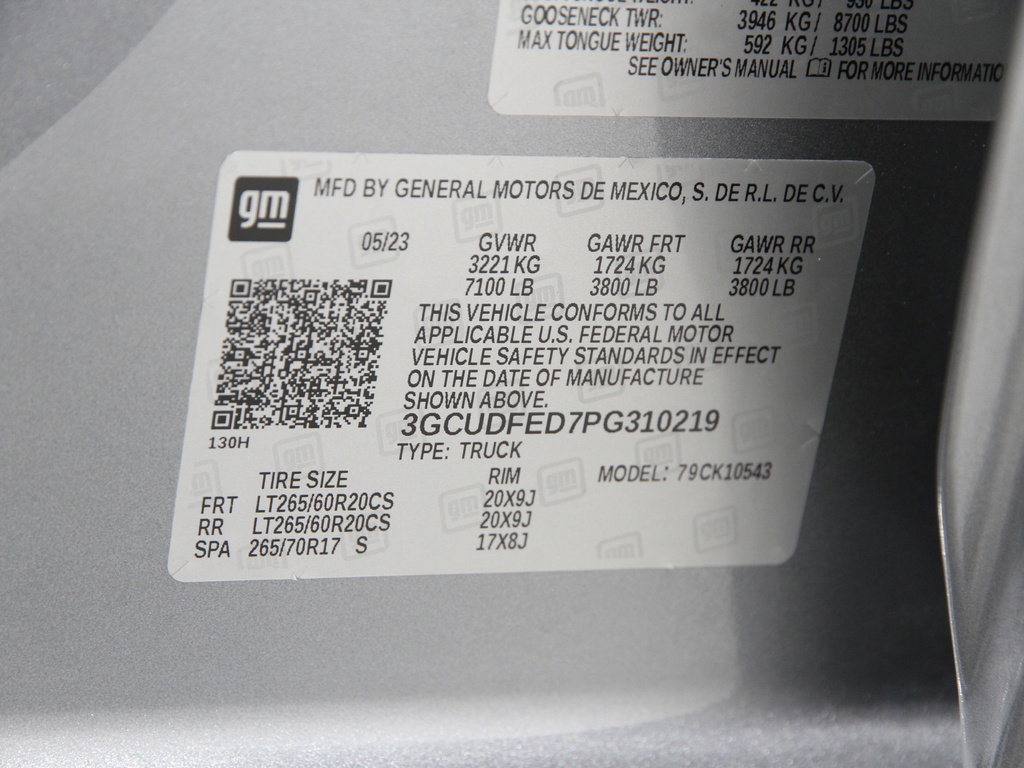 422 KG/ 930 LBS
GOOSENECK TWR: 3946 KG/ 8700 LBS
MAX TONGUE WEIGHT: 592 KG/ 1305 LBS
SEE OWNER'S MANUAL FOR MORE INFORMATIO
gm MFD BY GENERAL MOTORS DE MEXICO, S. DE R.L. DE C.V.
05/23 GVWR GAWR FRT GAWR RR
3221 KG 1724 KG 1724 KG
7100 LB 3800 LB 3800 LB
THIS VEHICLE CONFORMS TO ALL
APPLICABLE U.S. FEDERAL MOTOR
VEHICLE SAFETY STANDARDS IN EFFECT
ON THE DATE OF MANUFACTURE
SHOWN ABOVE.
3GCUDFED7PG310219
130H
TYPE: TRUCK
TIRE SIZE RIM MODEL: 79CK10543
FRT LT265/60R20CS 20X9J
RR LT265/60R20CS 20X9J
SPA 265/70R17 S 17X8J